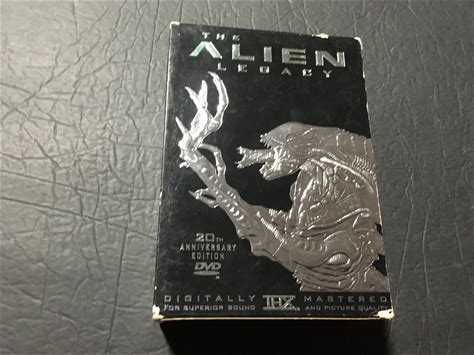 THE
ALIEN
LEGACY
20TH
ANNIVERSARY
EDITION
DVD
DIGITALLY THX MASTERED
FOR SUPERIOR SOUND AND PICTURE QUALITY